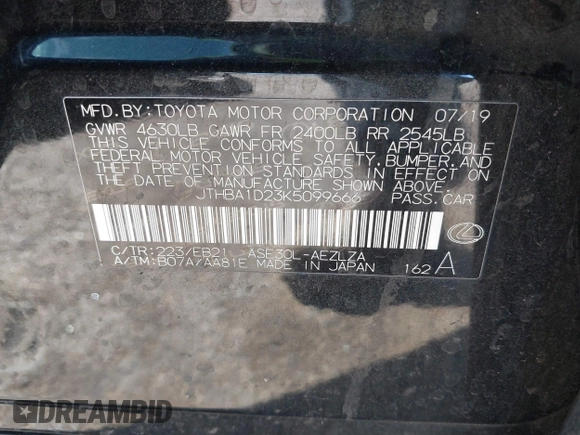 MFD.BY:TOYOTA MOTOR CORPORATION 07/19
GVWR 4630LB GAWR FR 2400LB RR 2545LB
THIS VEHICLE CONFORMS TO ALL APPLICABLE
FEDERAL MOTOR VEHICLE SAFETY,BUMPER,AND
THEFT PREVENTION STANDARDS IN EFFECT ON
THE DATE OF MANUFACTURE SHOWN ABOVE.
JTHBA1D23K5099666 PASS.CAR
C/TR:223/EB21 ASE30L-AEZLZA
A/TM:B07A/AA81E MADE IN JAPAN 162A
DREAMBID